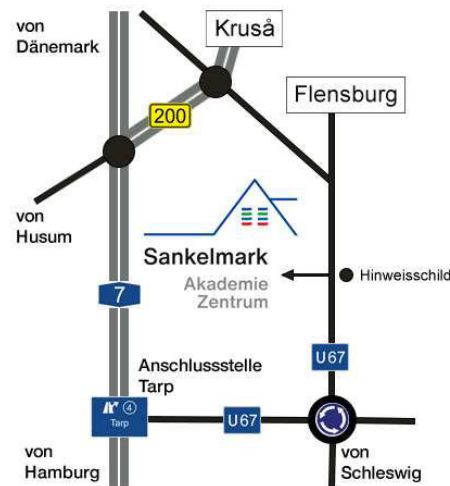 von
Dänemark
Kruså
Flensburg
200
von
Husum
Sankelmark
Akademie
Zentrum
Hinweisschild
7
U67
Anschlussstelle
Tarp
4
Tarp
U67
von
Hamburg
von
Schleswig